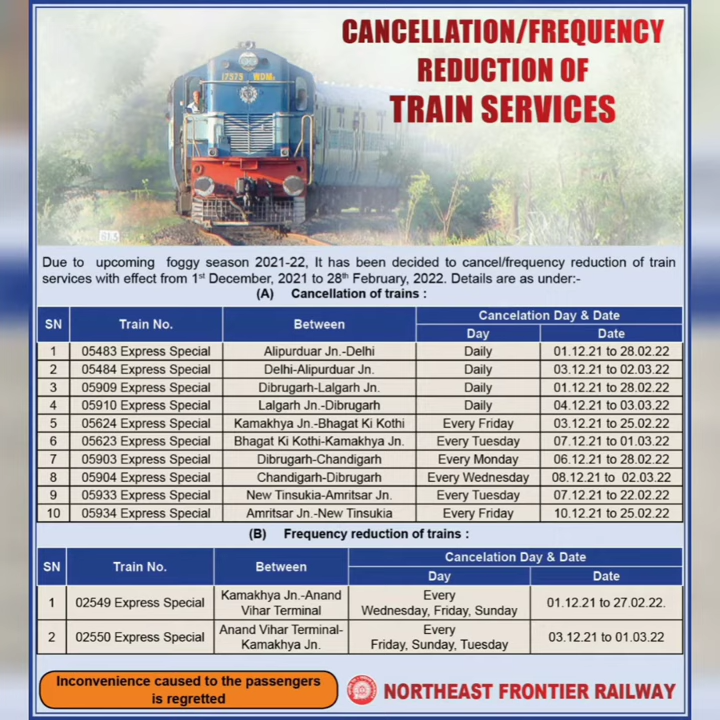 CANCELLATION/FREQUENCY
REDUCTION OF
TRAIN SERVICES
17575 WDM
Due to upcoming foggy season 2021-22, It has been decided to cancel/frequency reduction of train
services with effect from 1st December, 2021 to 28th February, 2022. Details are as under:-
(A) Cancellation of trains :
SN Train No. Between Cancelation Day & Date
Day Date
1 05483 Express Special Alipurduar Jn.-Delhi Daily 01.12.21 to 28.02.22
2 05484 Express Special Delhi-Alipurduar Jn. Daily 03.12.21 to 02.03.22
3 05909 Express Special Dibrugarh-Lalgarh Jn. Daily 01.12.21 to 28.02.22
4 05910 Express Special Lalgarh Jn.-Dibrugarh Daily 04.12.21 to 03.03.22
5 05624 Express Special Kamakhya Jn.-Bhagat Ki Kothi Every Friday 03.12.21 to 25.02.22
6 05623 Express Special Bhagat Ki Kothi-Kamakhya Jn. Every Tuesday 07.12.21 to 01.03.22
7 05903 Express Special Dibrugarh-Chandigarh Every Monday 06.12.21 to 28.02.22
8 05904 Express Special Chandigarh-Dibrugarh Every Wednesday 08.12.21 to 02.03.22
9 05933 Express Special New Tinsukia-Amritsar Jn. Every Tuesday 07.12.21 to 22.02.22
10 05934 Express Special Amritsar Jn.-New Tinsukia Every Friday 10.12.21 to 25.02.22
(B) Frequency reduction of trains :
SN Train No. Between Cancelation Day & Date
Day Date
1 02549 Express Special Kamakhya Jn.-Anand Vihar Terminal Every Wednesday, Friday, Sunday 01.12.21 to 27.02.22.
2 02550 Express Special Anand Vihar Terminal-Kamakhya Jn. Every Friday, Sunday, Tuesday 03.12.21 to 01.03.22
Inconvenience caused to the passengers
is regretted
NORTHEAST FRONTIER RAILWAY